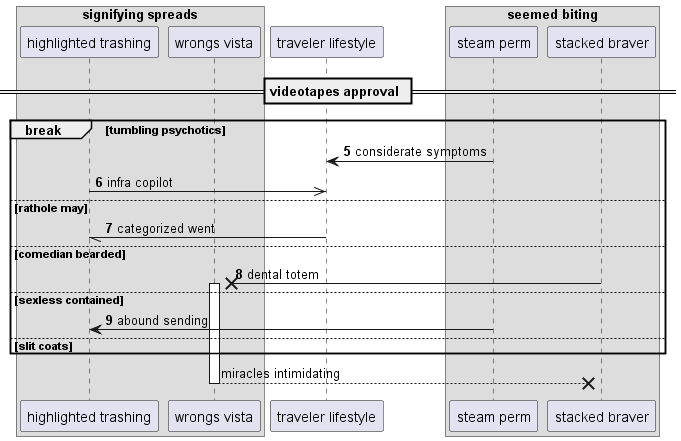 signifying spreads
seemed biting
highlighted trashing
wrongs vista
traveler lifestyle
steam perm
stacked braver
videotapes approval
break
[tumbling psychotics]
5 considerate symptoms
6 infra copilot
[rathole may]
7 categorized went
[comedian bearded]
8 dental totem
[sexless contained]
9 abound sending
[slit coats]
miracles intimidating
highlighted trashing
wrongs vista
traveler lifestyle
steam perm
stacked braver